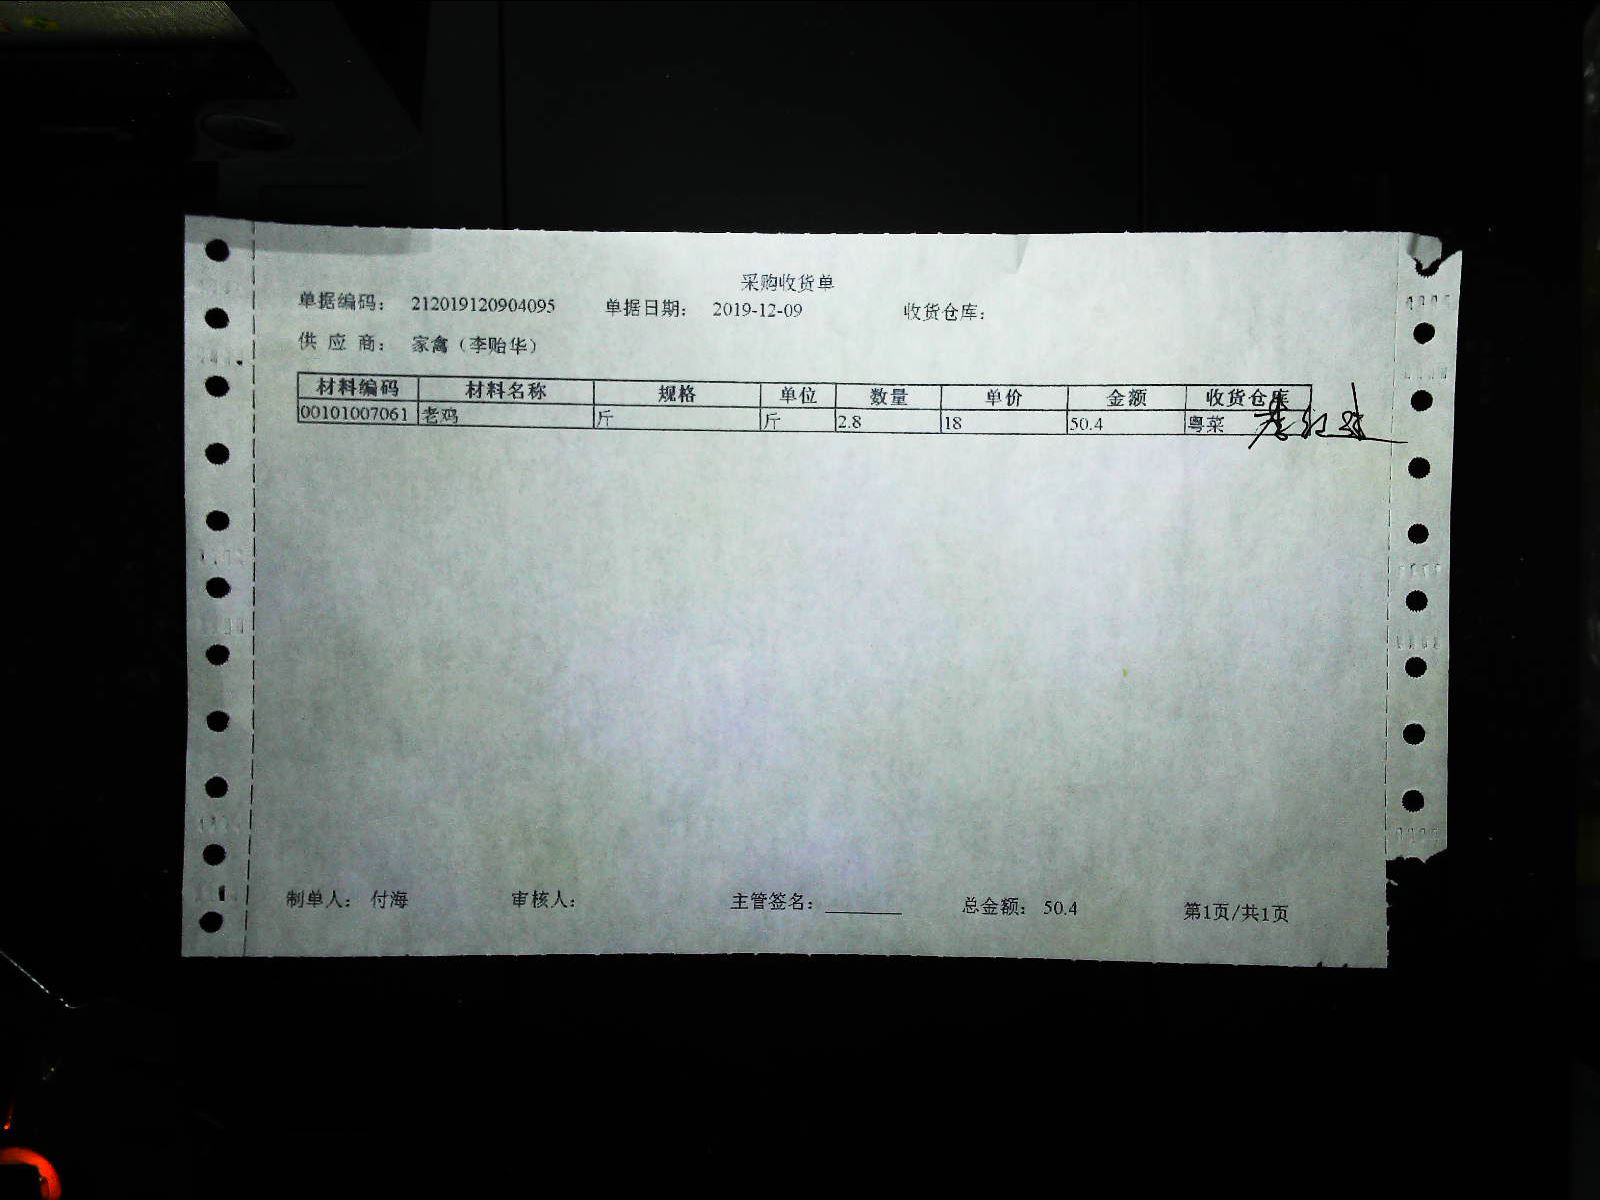 采购收货单
单据编码： 212019120904095 单据日期： 2019-12-09 收货仓库：
供 应 商： 家禽（李贻华）
材料编码 材料名称 规格 单位 数量 单价 金额 收货仓库
00101007061 老鸡 斤 斤 2.8 18 50.4 粤菜
制单人： 付海 审核人： 主管签名：________ 总金额： 50.4 第1页/共1页